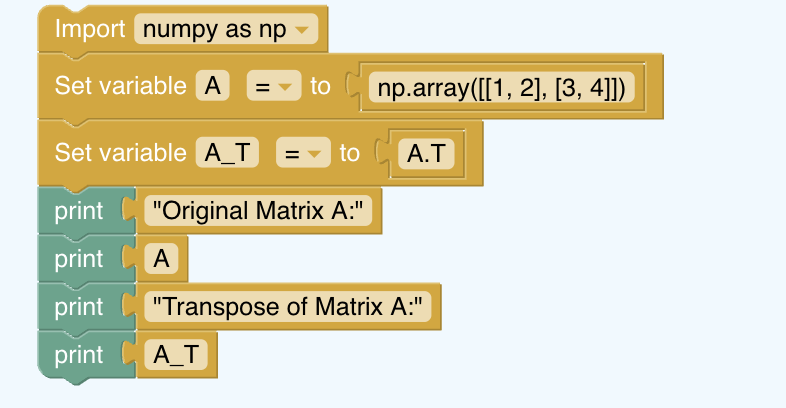 Import numpy as np
Set variable A = to np.array([[1, 2], [3, 4]])
Set variable A_T = to A.T
print "Original Matrix A:"
print A
print "Transpose of Matrix A:"
print A_T